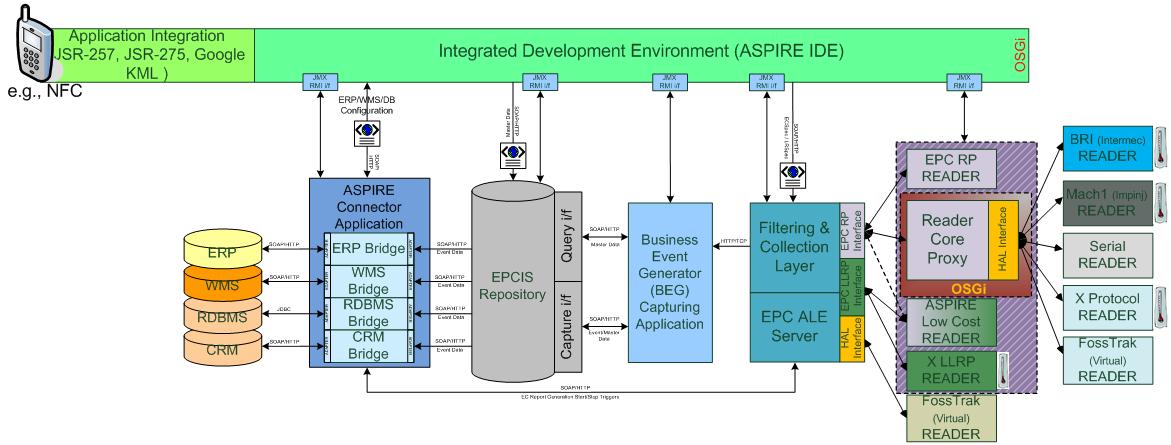 Application Integration
JSR-257, JSR-275, Google
KML )
e.g., NFC
Integrated Development Environment (ASPIRE IDE)
OSGi
JMX
RMI i/f
JMX
RMI i/f
JMX
RMI i/f
JMX
RMI i/f
JMX
RMI i/f
ERP/WMS/DB
Configuration
SOAP/
HTTP
Master Data
SOAP/HTTP
SOAP/HTTP
ASPIRE
Connector
Application
ERP Bridge
WMS
Bridge
RDBMS
Bridge
CRM
Bridge
ERP
WMS
RDBMS
CRM
SOAP/HTTP
SOAP/HTTP
JDBC
SOAP/HTTP
SOAP/HTTP
Event Data
SOAP/HTTP
Event Data
SOAP/HTTP
Event Data
SOAP/HTTP
Event Data
EPCIS
Repository
Query i/f
Capture i/f
SOAP/HTTP
Master Data
SOAP/HTTP
Event/Master
Data
Business
Event
Generator
(BEG)
Capturing
Application
HTTP/TCP
Filtering &
Collection
Layer
EPC ALE
Server
EPC RP
Interface
EPC LLRP
Interface
HAL
Interface
SOAP/HTTP
EC Report Generation Start/Stop Triggers
EPC RP
READER
Reader
Core
Proxy
HAL Interface
OSGi
ASPIRE
Low Cost
READER
X LLRP
READER
FossTrak
(Virtual)
READER
BRI (Intermec)
READER
Mach1 (Impinj)
READER
Serial
READER
X Protocol
READER
FossTrak
(Virtual)
READER